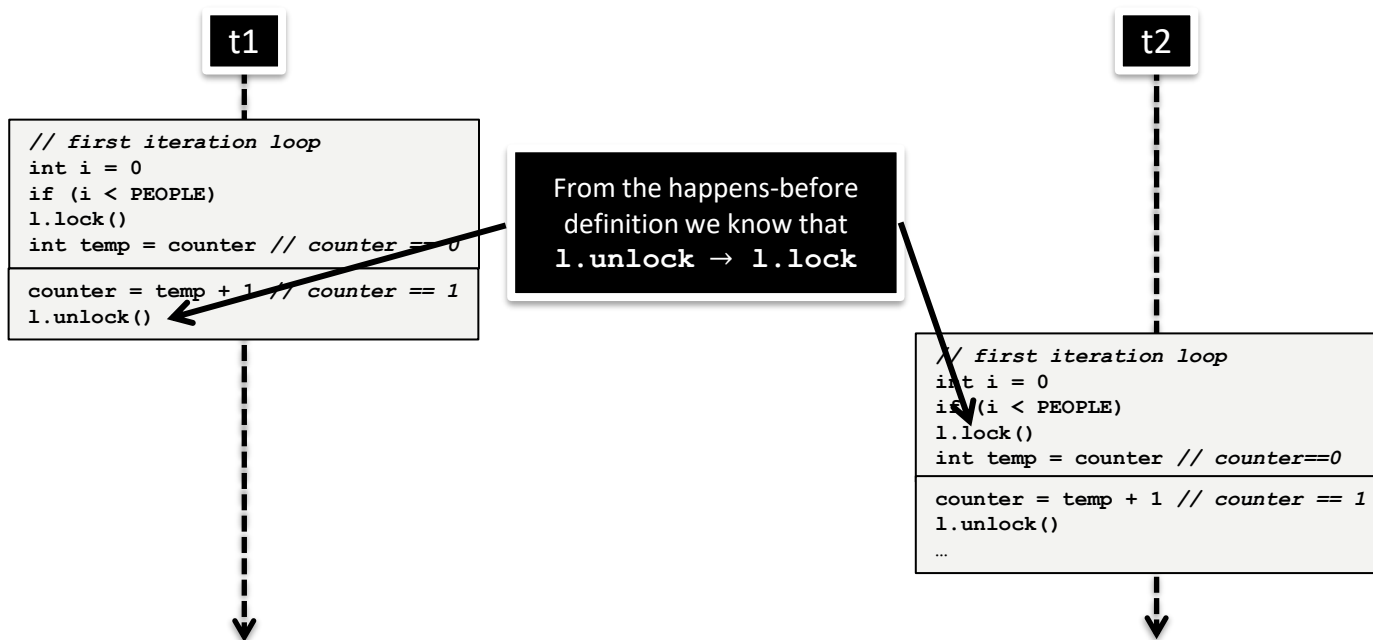 t1
// first iteration loop
int i = 0
if (i < PEOPLE)
l.lock()
int temp = counter // counter == 0
counter = temp + 1 // counter == 1
l.unlock()
From the happens-before
definition we know that
l.unlock → l.lock
t2
// first iteration loop
int i = 0
if (i < PEOPLE)
l.lock()
int temp = counter // counter==0
counter = temp + 1 // counter == 1
l.unlock()
…